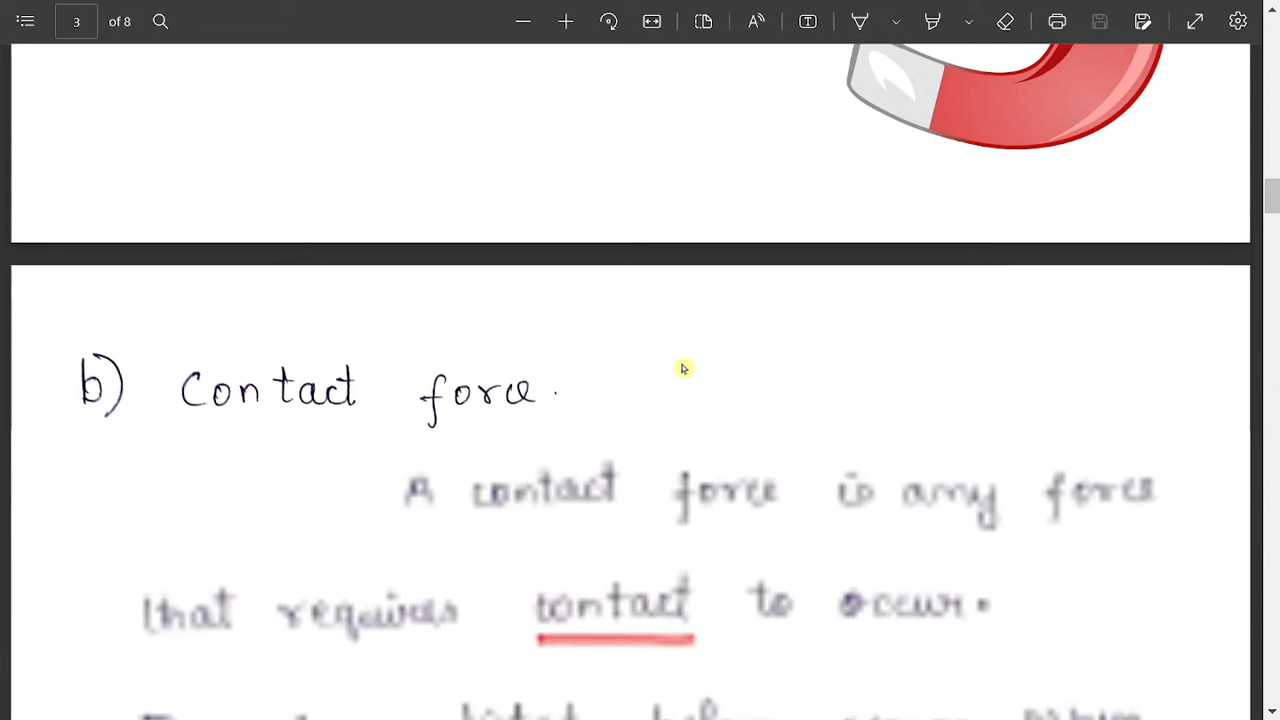 3 of 8
b) Contact force.
A contact force is any force
that requires contact to occur.